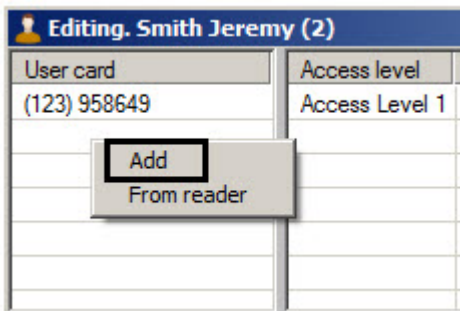 Editing. Smith Jeremy (2)
User card Access level
(123) 958649 Access Level 1
Add
From reader